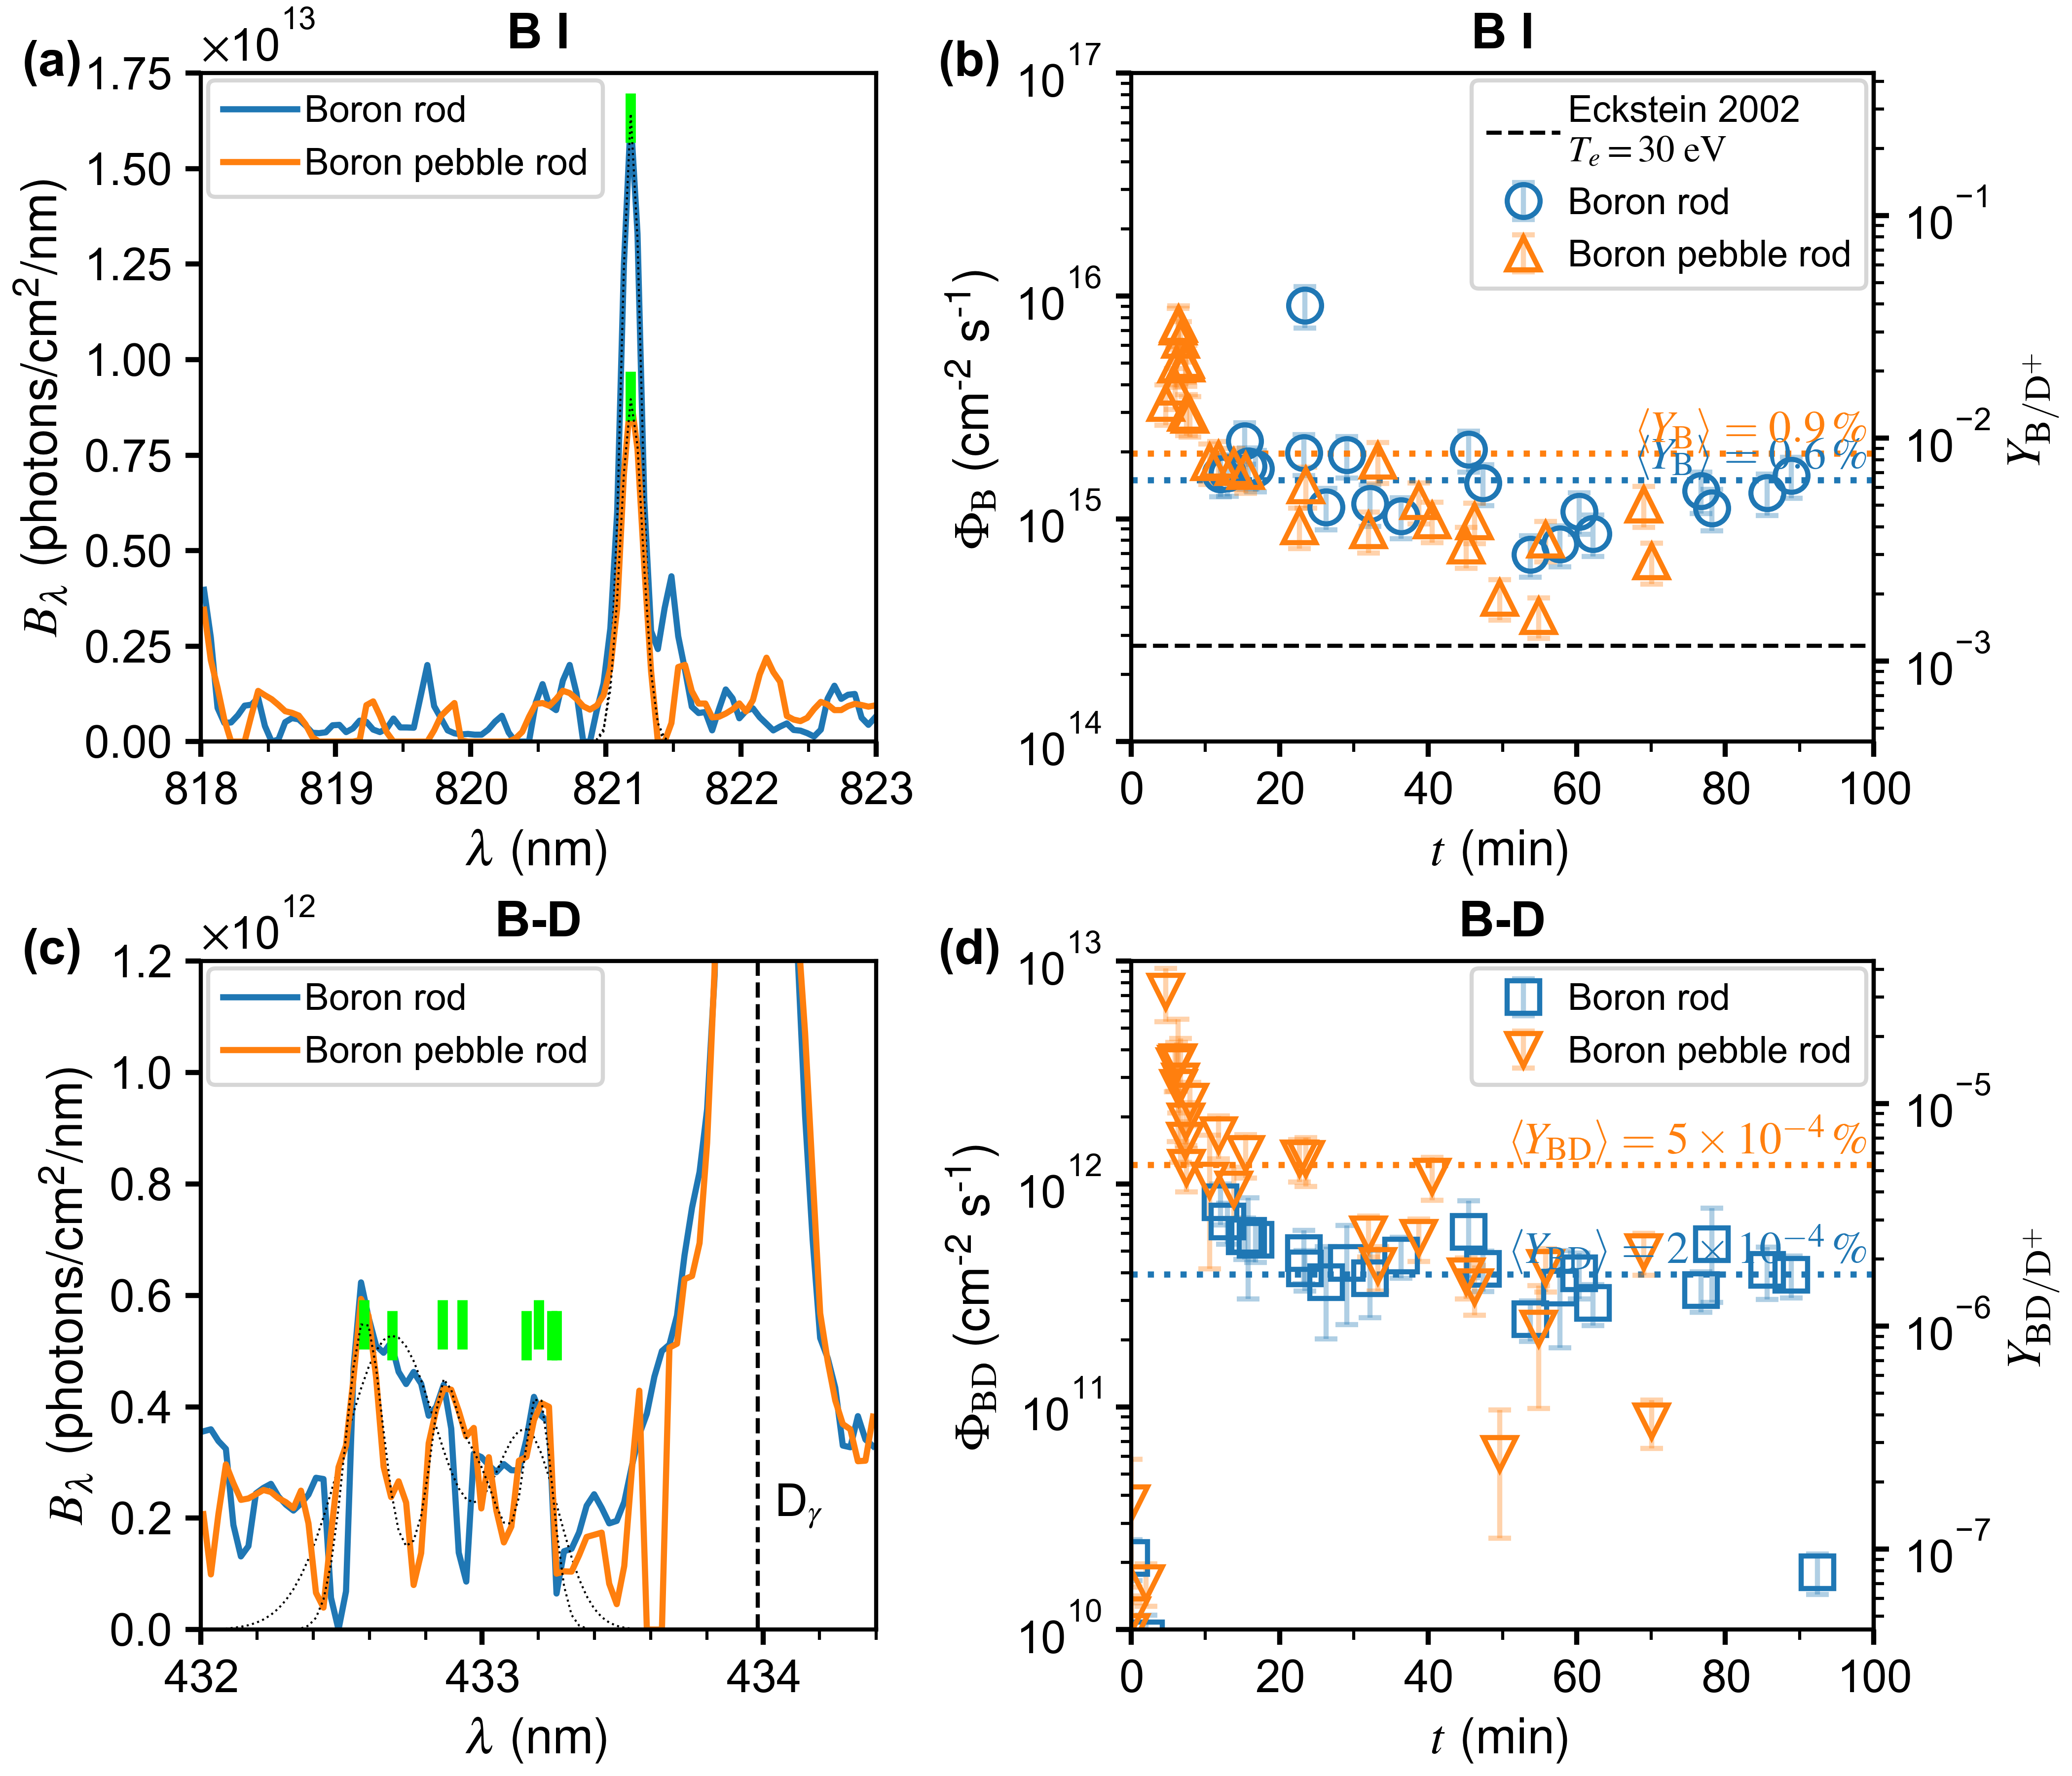 (a)
B I
×10^13
1.75
1.50
1.25
1.00
0.75
0.50
0.25
0.00
B_λ (photons/cm²/nm)
Boron rod
Boron pebble rod
818 819 820 821 822 823
λ (nm)
(b)
B I
10^17
10^16
10^15
10^14
Φ_B (cm^-2 s^-1)
Eckstein 2002
T_e = 30 eV
Boron rod
Boron pebble rod
⟨Y_B⟩ = 0.9 %
⟨Y_B⟩ = 0.6 %
10^−1
10^−2
10^−3
Y_B/D^+
0 20 40 60 80 100
t (min)
(c)
B-D
×10^12
1.2
1.0
0.8
0.6
0.4
0.2
0.0
B_λ (photons/cm²/nm)
Boron rod
Boron pebble rod
D_γ
432 433 434
λ (nm)
(d)
B-D
10^13
10^12
10^11
10^10
Φ_BD (cm^-2 s^-1)
Boron rod
Boron pebble rod
⟨Y_BD⟩ = 5 × 10^−4 %
⟨Y_BD⟩ = 2 × 10^−4 %
10^−5
10^−6
10^−7
Y_BD/D^+
0 20 40 60 80 100
t (min)